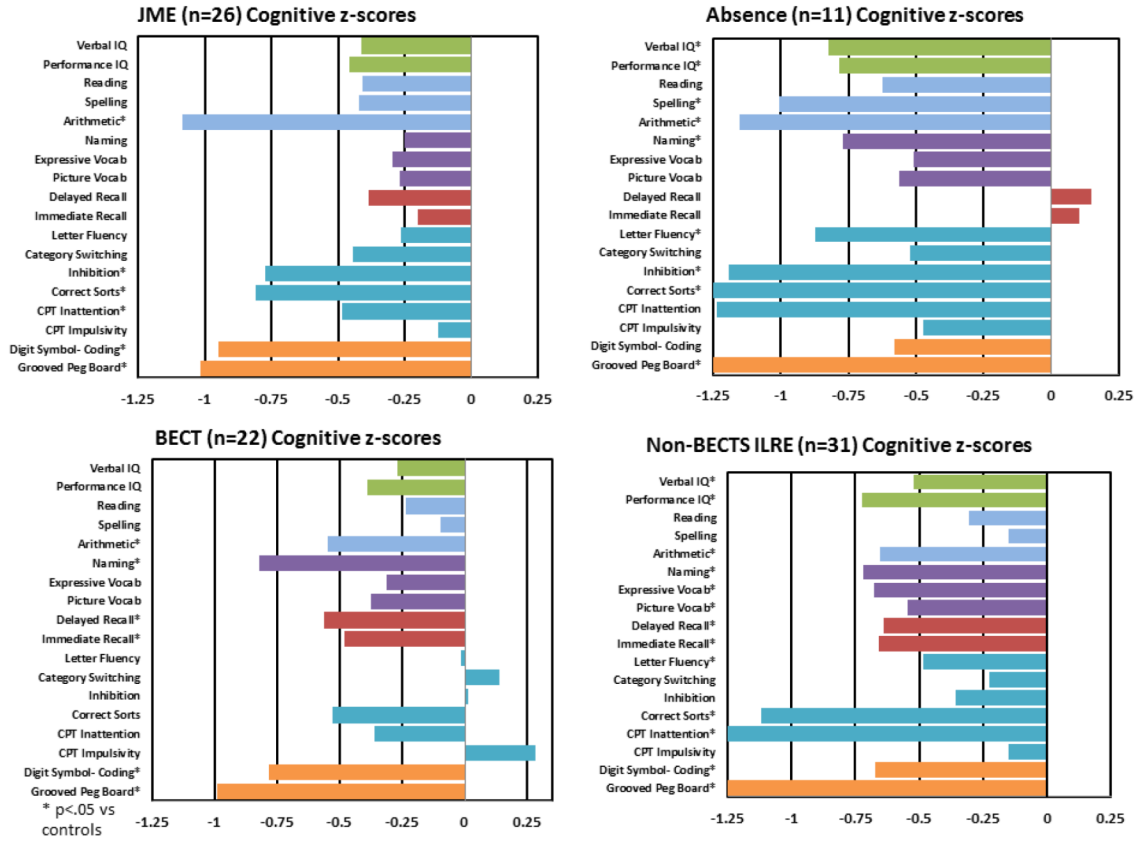 JME (n=26) Cognitive z-scores
Verbal IQ
Performance IQ
Reading
Spelling
Arithmetic*
Naming
Expressive Vocab
Picture Vocab
Delayed Recall
Immediate Recall
Letter Fluency
Category Switching
Inhibition*
Correct Sorts*
CPT Inattention*
CPT Impulsivity
Digit Symbol- Coding*
Grooved Peg Board*
-1.25 -1 -0.75 -0.5 -0.25 0 0.25
Absence (n=11) Cognitive z-scores
Verbal IQ*
Performance IQ*
Reading
Spelling*
Arithmetic*
Naming*
Expressive Vocab
Picture Vocab
Delayed Recall
Immediate Recall
Letter Fluency*
Category Switching
Inhibition*
Correct Sorts*
CPT Inattention
CPT Impulsivity
Digit Symbol- Coding
Grooved Peg Board*
-1.25 -1 -0.75 -0.5 -0.25 0 0.25
BECT (n=22) Cognitive z-scores
Verbal IQ
Performance IQ
Reading
Spelling
Arithmetic*
Naming*
Expressive Vocab
Picture Vocab
Delayed Recall*
Immediate Recall*
Letter Fluency
Category Switching
Inhibition
Correct Sorts
CPT Inattention
CPT Impulsivity
Digit Symbol- Coding*
Grooved Peg Board*
* p<.05 vs
controls
-1.25 -1 -0.75 -0.5 -0.25 0 0.25
Non-BECTS ILRE (n=31) Cognitive z-scores
Verbal IQ*
Performance IQ*
Reading
Spelling
Arithmetic*
Naming*
Expressive Vocab*
Picture Vocab*
Delayed Recall*
Immediate Recall*
Letter Fluency*
Category Switching
Inhibition
Correct Sorts*
CPT Inattention*
CPT Impulsivity
Digit Symbol- Coding*
Grooved Peg Board*
-1.25 -1 -0.75 -0.5 -0.25 0 0.25